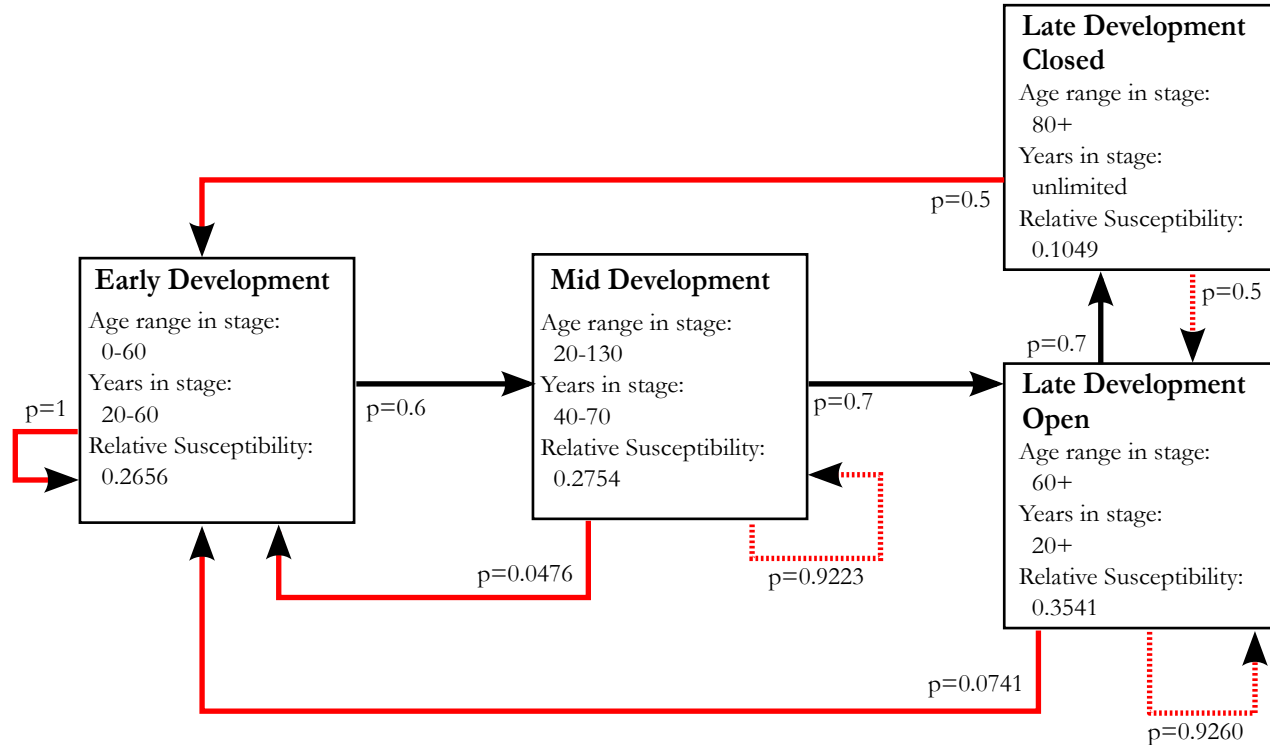 Late Development
Closed
Age range in stage:
80+
Years in stage:
unlimited
Relative Susceptibility:
0.1049
p=0.5
Early Development
Age range in stage:
0-60
Years in stage:
20-60
Relative Susceptibility:
0.2656
p=1
p=0.6
Mid Development
Age range in stage:
20-130
Years in stage:
40-70
Relative Susceptibility:
0.2754
p=0.7
p=0.7
p=0.5
Late Development
Open
Age range in stage:
60+
Years in stage:
20+
Relative Susceptibility:
0.3541
p=0.0476
p=0.9223
p=0.0741
p=0.9260